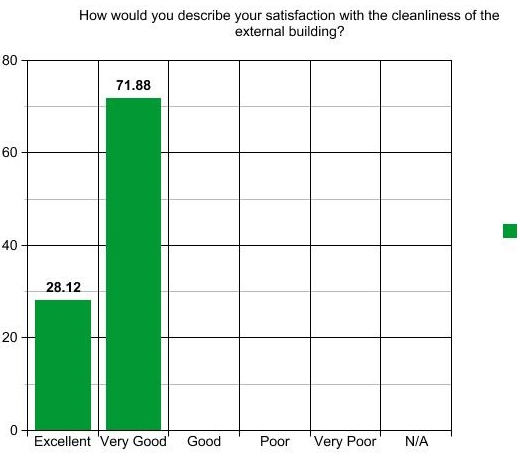 How would you describe your satisfaction with the cleanliness of the
external building?
80
71.88
60
40
28.12
20
0
Excellent Very Good Good Poor Very Poor N/A